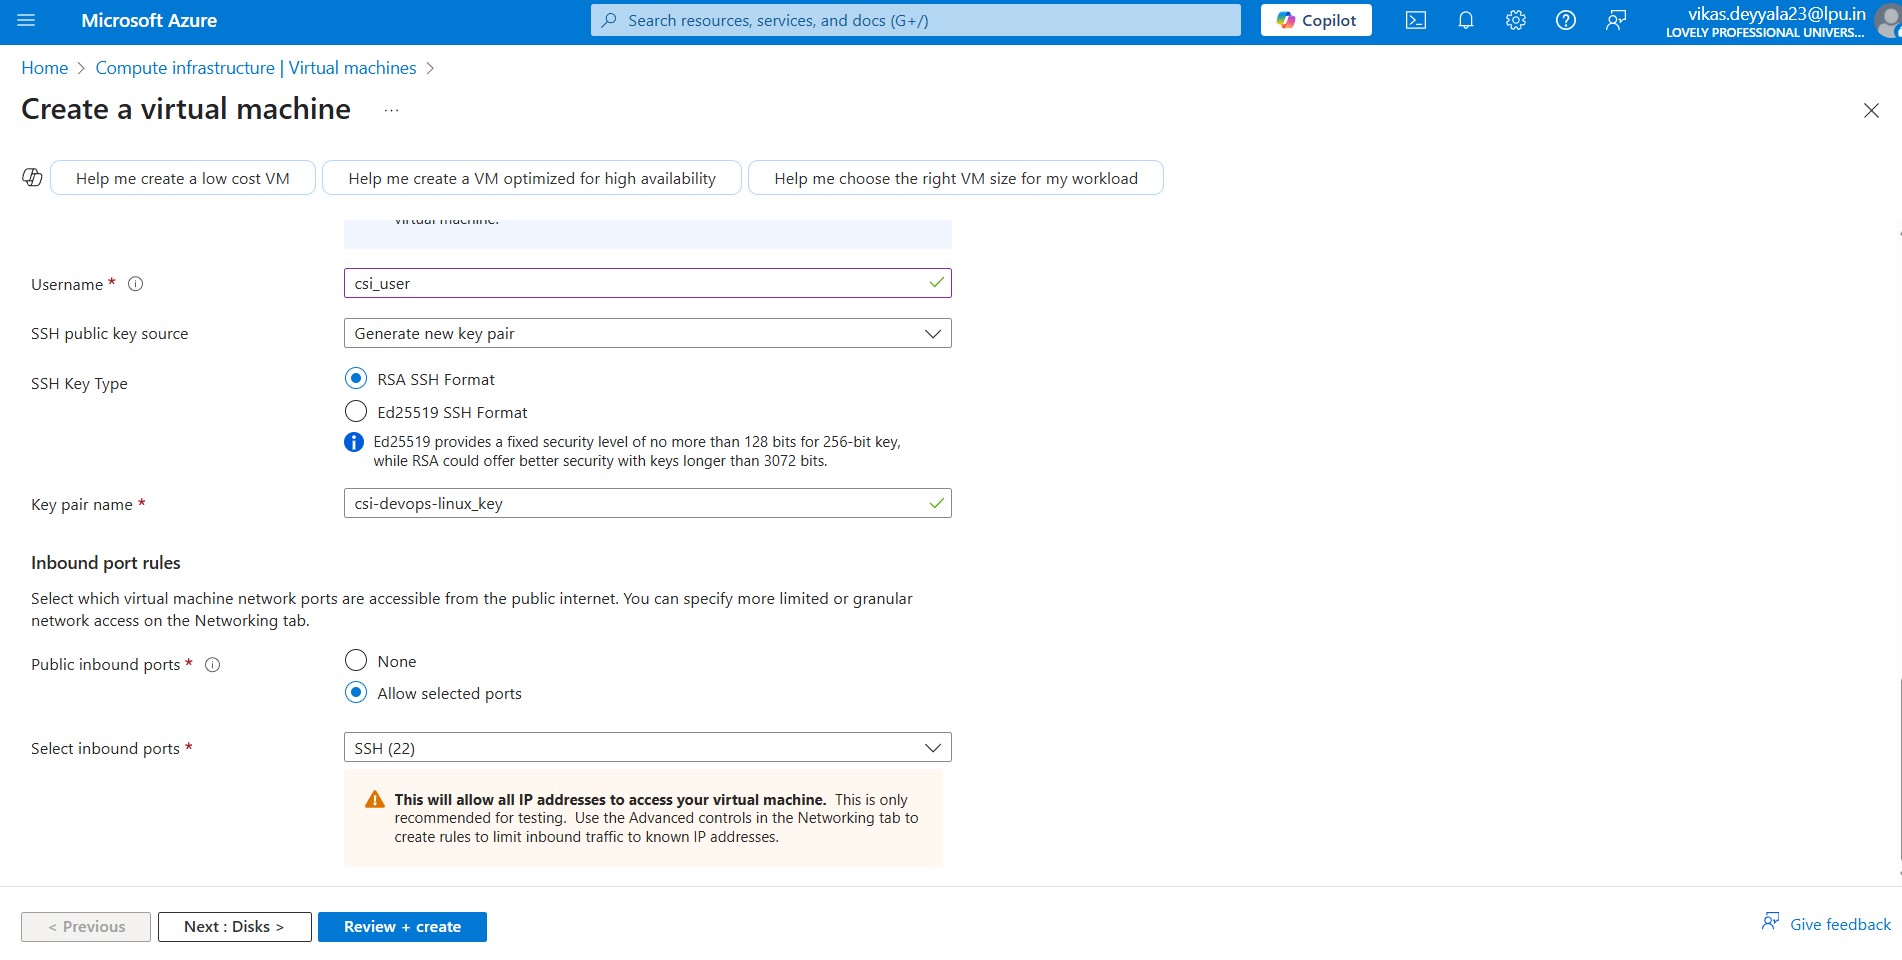 Microsoft Azure
Search resources, services, and docs (G+/)
Copilot
vikas.deyyala23@lpu.in
LOVELY PROFESSIONAL UNIVERS...
Home > Compute infrastructure | Virtual machines >
Create a virtual machine ...
Help me create a low cost VM
Help me create a VM optimized for high availability
Help me choose the right VM size for my workload
virtual machine.
Username *
csi_user
SSH public key source
Generate new key pair
SSH Key Type
RSA SSH Format
Ed25519 SSH Format
Ed25519 provides a fixed security level of no more than 128 bits for 256-bit key,
while RSA could offer better security with keys longer than 3072 bits.
Key pair name *
csi-devops-linux_key
Inbound port rules
Select which virtual machine network ports are accessible from the public internet. You can specify more limited or granular
network access on the Networking tab.
Public inbound ports *
None
Allow selected ports
Select inbound ports *
SSH (22)
This will allow all IP addresses to access your virtual machine. This is only
recommended for testing. Use the Advanced controls in the Networking tab to
create rules to limit inbound traffic to known IP addresses.
< Previous
Next : Disks >
Review + create
Give feedback